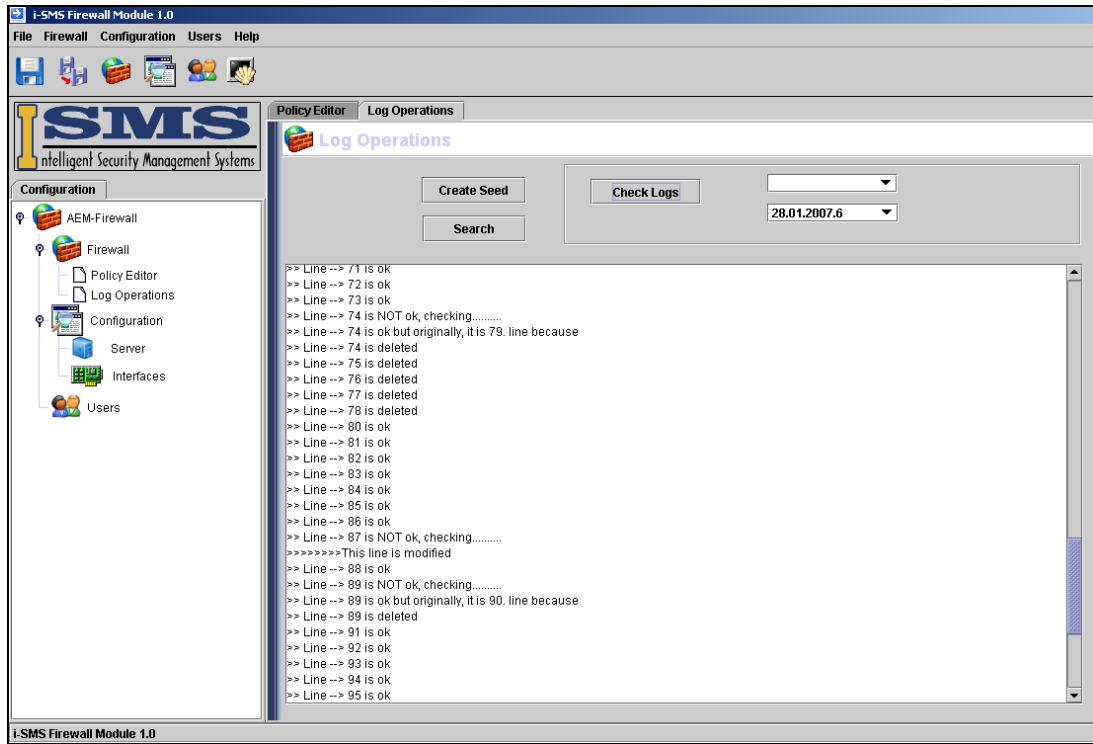 i-SMS Firewall Module 1.0
File Firewall Configuration Users Help
ISMS
Intelligent Security Management Systems
Configuration
AEM-Firewall
Firewall
Policy Editor
Log Operations
Configuration
Server
Interfaces
Users
Policy Editor Log Operations
Log Operations
Create Seed
Check Logs
Search
28.01.2007.6
>> Line --> 71 is ok
>> Line --> 72 is ok
>> Line --> 73 is ok
>> Line --> 74 is NOT ok, checking..........
>> Line --> 74 is ok but originally, it is 79. line because
>> Line --> 74 is deleted
>> Line --> 75 is deleted
>> Line --> 76 is deleted
>> Line --> 77 is deleted
>> Line --> 78 is deleted
>> Line --> 80 is ok
>> Line --> 81 is ok
>> Line --> 82 is ok
>> Line --> 83 is ok
>> Line --> 84 is ok
>> Line --> 85 is ok
>> Line --> 86 is ok
>> Line --> 87 is NOT ok, checking..........
>>>>>>>>This line is modified
>> Line --> 88 is ok
>> Line --> 89 is NOT ok, checking..........
>> Line --> 89 is ok but originally, it is 90. line because
>> Line --> 89 is deleted
>> Line --> 91 is ok
>> Line --> 92 is ok
>> Line --> 93 is ok
>> Line --> 94 is ok
>> Line --> 95 is ok
i-SMS Firewall Module 1.0